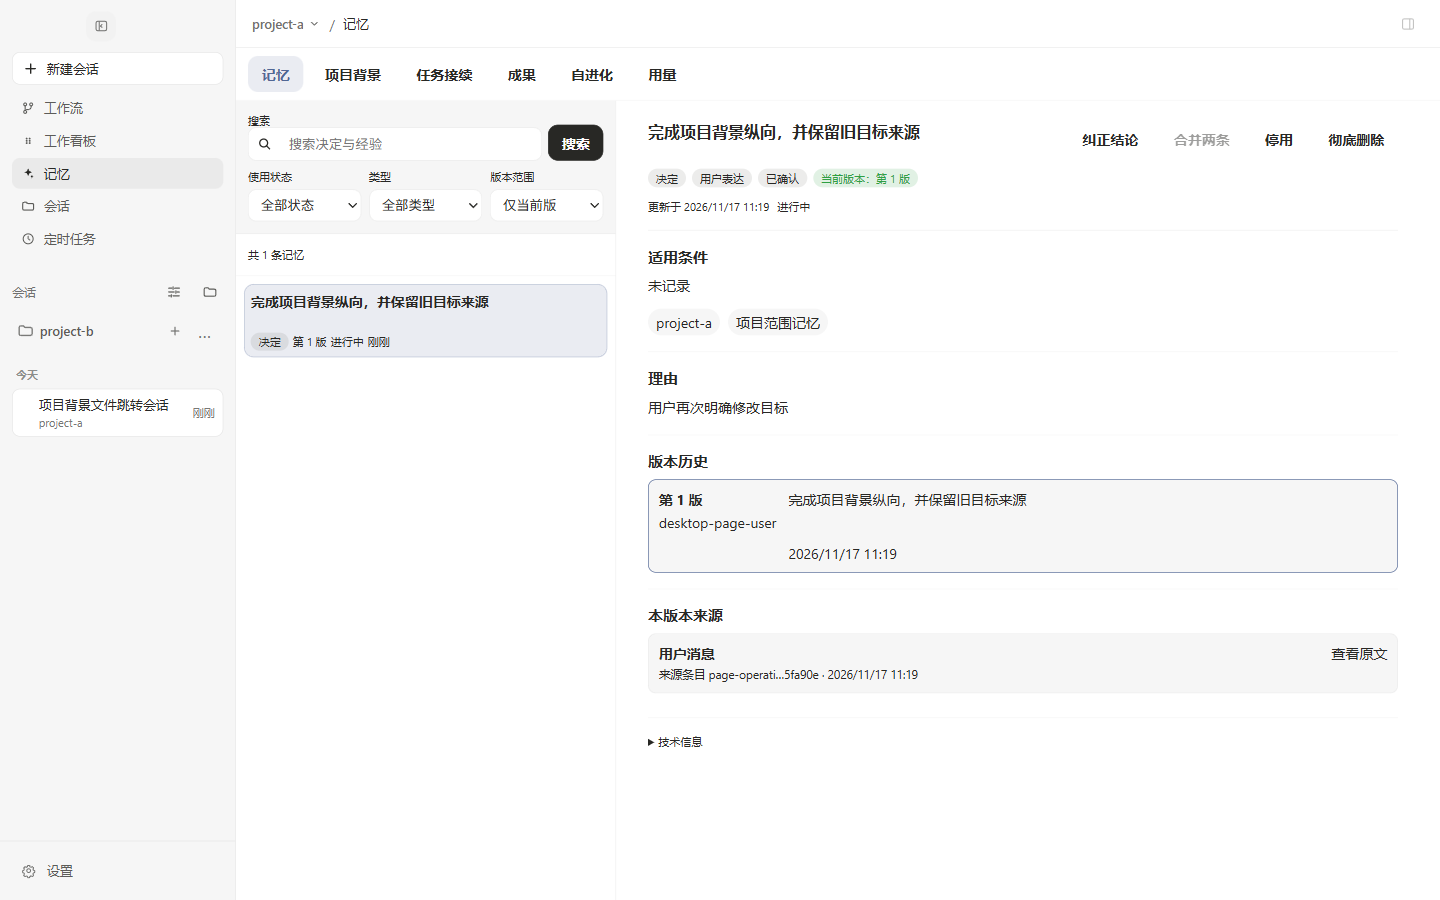 新建会话
工作流
工作看板
记忆
会话
定时任务
会话
project-b
今天
项目背景文件跳转会话
project-a
刚刚
设置
project-a / 记忆
记忆 项目背景 任务接续 成果 自进化 用量
搜索
搜索决定与经验
搜索
使用状态 类型 版本范围
全部状态 全部类型 仅当前版
共 1 条记忆
完成项目背景纵向，并保留旧目标来源
决定 第 1 版 进行中 刚刚
完成项目背景纵向，并保留旧目标来源
纠正结论 合并两条 停用 彻底删除
决定 用户表达 已确认 当前版本：第 1 版
更新于 2026/11/17 11:19 进行中
适用条件
未记录
project-a 项目范围记忆
理由
用户再次明确修改目标
版本历史
第 1 版 完成项目背景纵向，并保留旧目标来源
desktop-page-user
2026/11/17 11:19
本版本来源
用户消息 查看原文
来源条目 page-operati...5fa90e · 2026/11/17 11:19
技术信息